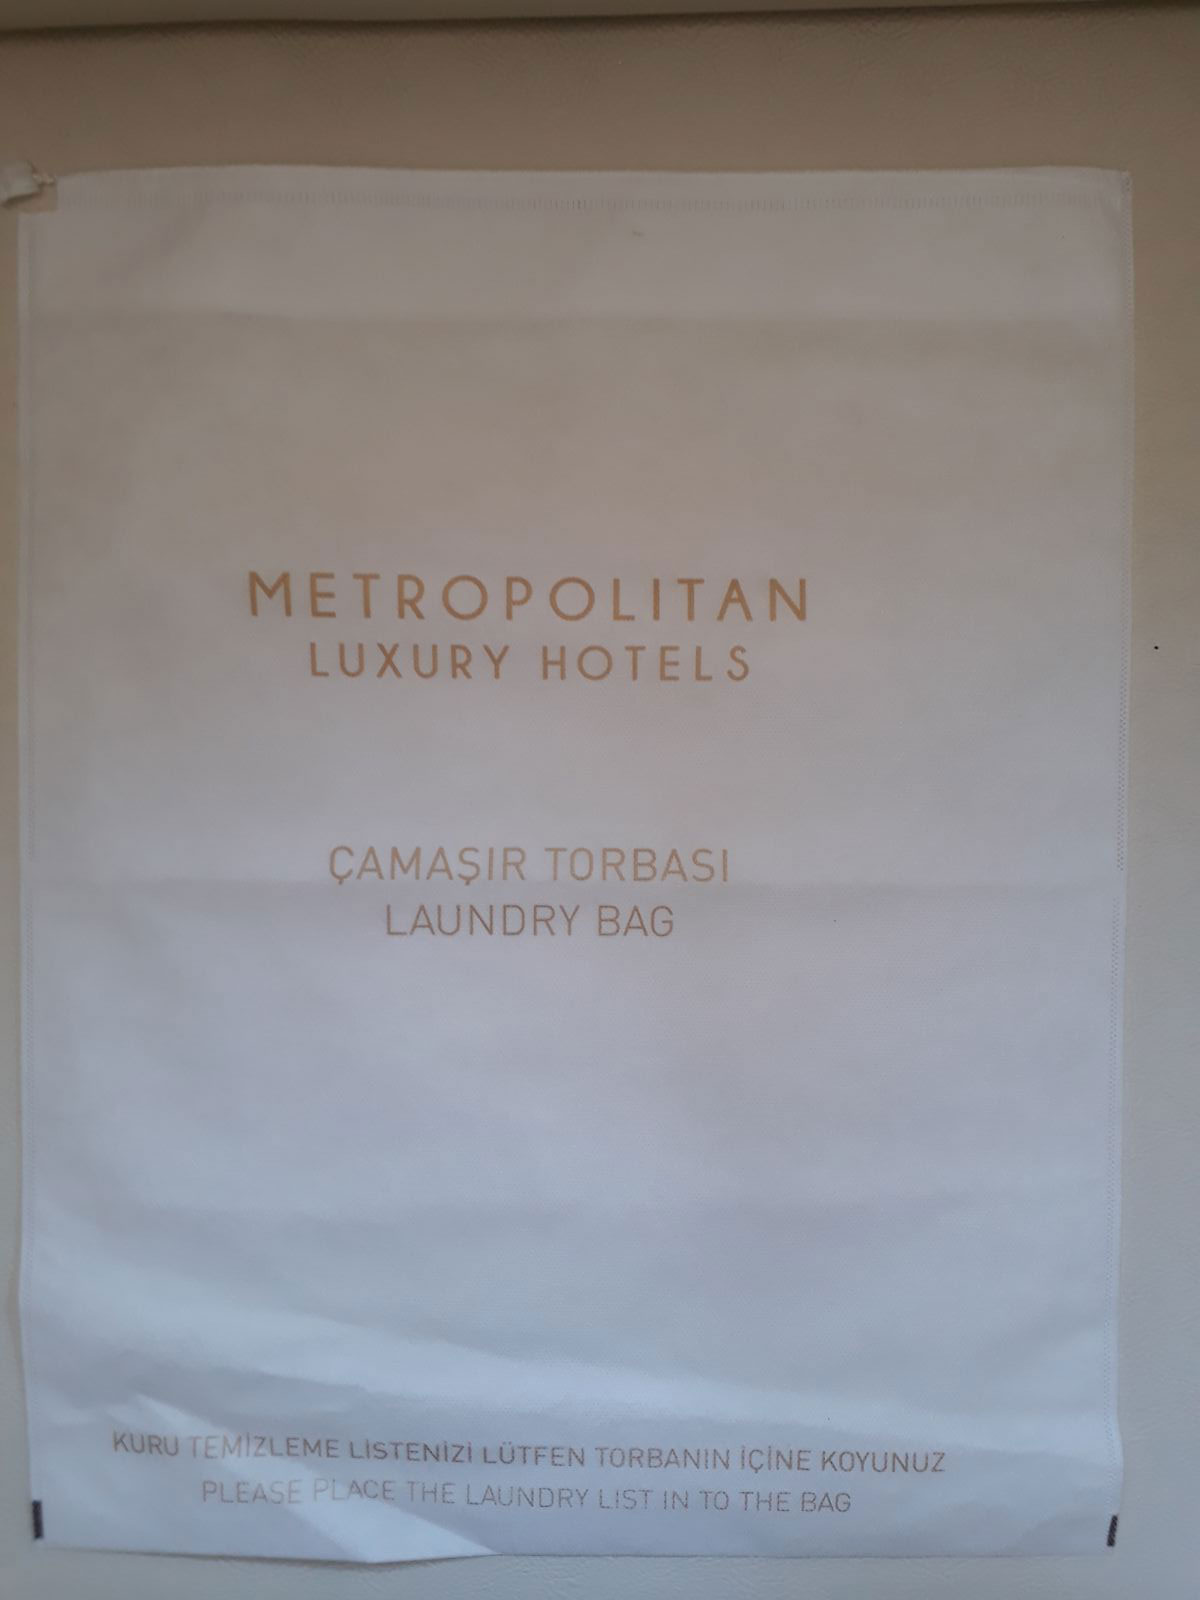 METROPOLITAN
LUXURY HOTELS
ÇAMAŞIR TORBASI
LAUNDRY BAG
KURU TEMİZLEME LİSTENİZİ LÜTFEN TORBANIN İÇİNE KOYUNUZ
PLEASE PLACE THE LAUNDRY LIST IN TO THE BAG